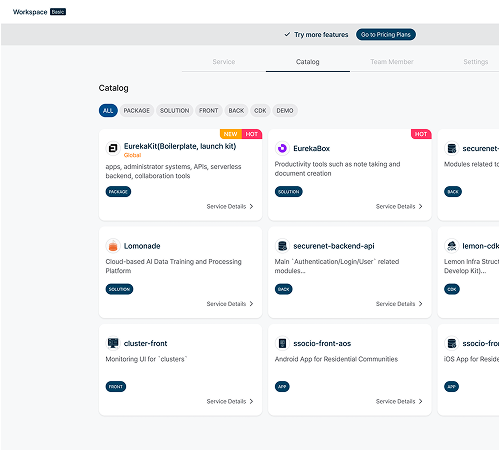 Workspace Basic
Try more features Go to Pricing Plans
Service Catalog Team Member Settings
Catalog
ALL PACKAGE SOLUTION FRONT BACK CDK DEMO
NEW HOT
EurekaKit(Boilerplate, launch kit)
Global
apps, administrator systems, APIs, serverless
backend, collaboration tools
PACKAGE
Service Details
HOT
EurekaBox
Productivity tools such as note taking and
document creation
SOLUTION
Service Details
securenet-
Modules related to
BACK
Lomonade
Cloud-based AI Data Training and Processing
Platform
SOLUTION
Service Details
securenet-backend-api
Main `Authentication/Login/User` related
modules...
BACK
Service Details
lemon-cdk
Lemon Infra Struct
Develop Kit)...
CDK
cluster-front
Monitoring UI for `clusters`
FRONT
Service Details
ssocio-front-aos
Android App for Residential Communities
APP
Service Details
ssocio-fron
iOS App for Reside
APP